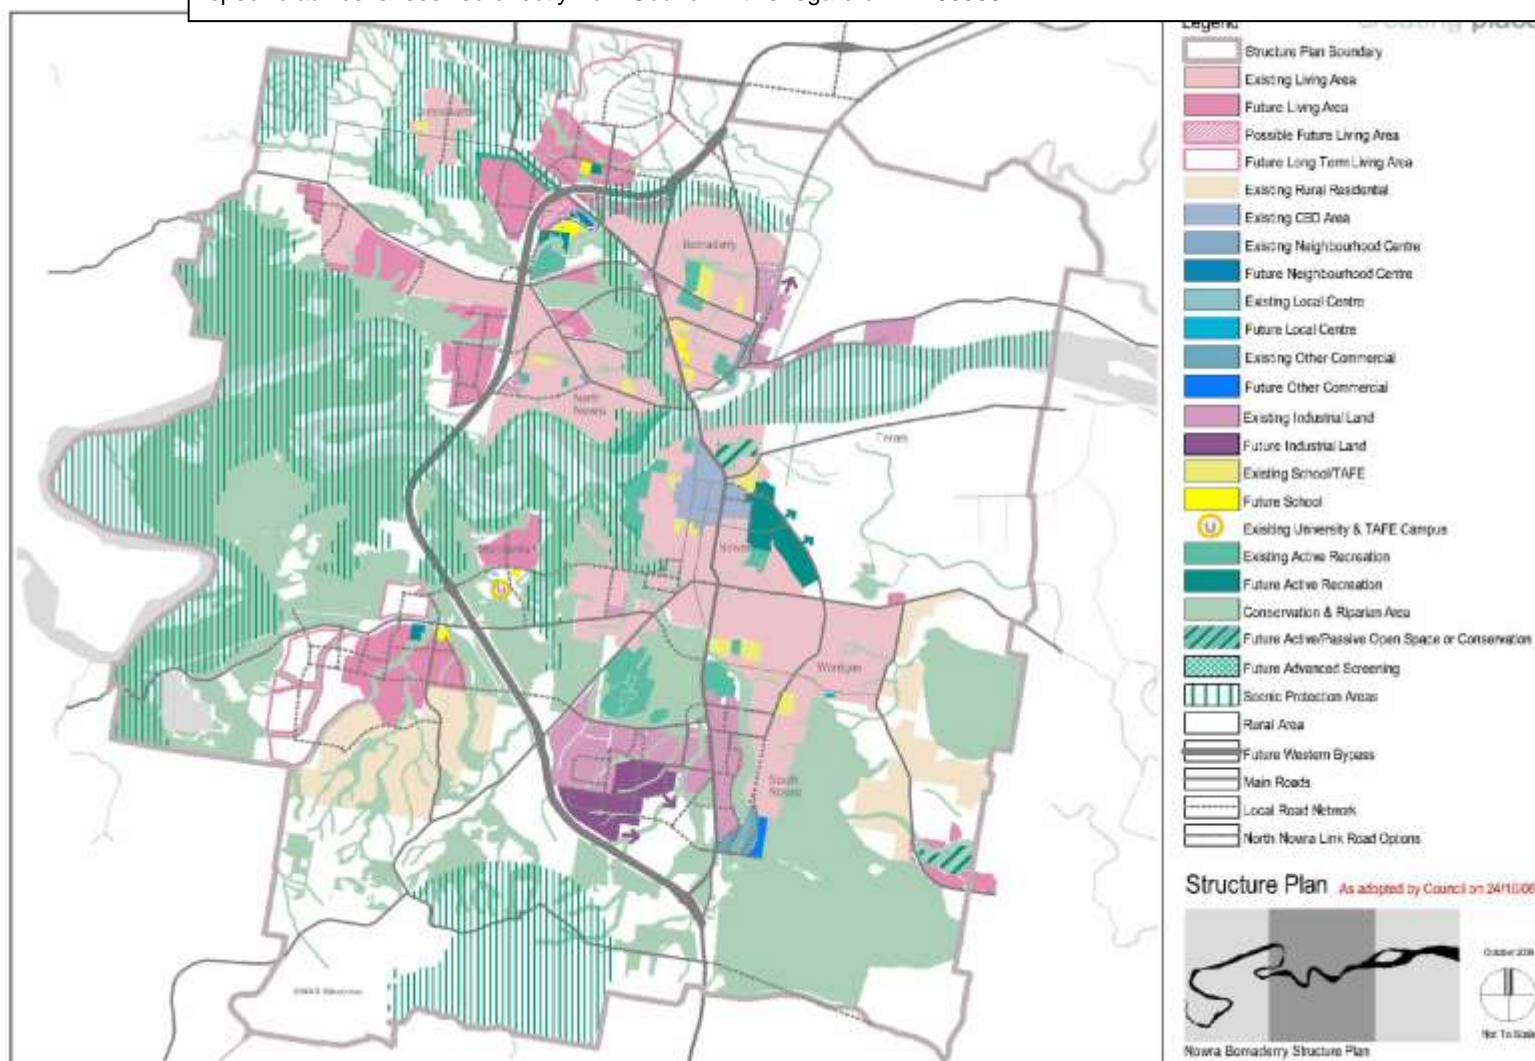 Legend
Creating place
Structure Plan Boundary
Existing Living Area
Future Living Area
Possible Future Living Area
Future Long Term Living Area
Existing Rural Residential
Existing CBD Area
Existing Neighbourhood Centre
Future Neighbourhood Centre
Existing Local Centre
Future Local Centre
Existing Other Commercial
Future Other Commercial
Existing Industrial Land
Future Industrial Land
Existing School/TAFE
Future School
U
Existing University & TAFE Campus
Existing Active Recreation
Future Active Recreation
Conservation & Riparian Area
Future Active/Passive Open Space or Conservation
Future Advanced Screening
Scenic Protection Areas
Rural Area
Future Western Bypass
Main Roads
Local Road Network
North Nowra Link Road Options
Structure Plan As adopted by Council on 24/10/06
October 2006
Not To Scale
Nowra Bomaderry Structure Plan
Bomaderry
North
Nowra
Terara
Nowra
U
Worrigee
South
Nowra